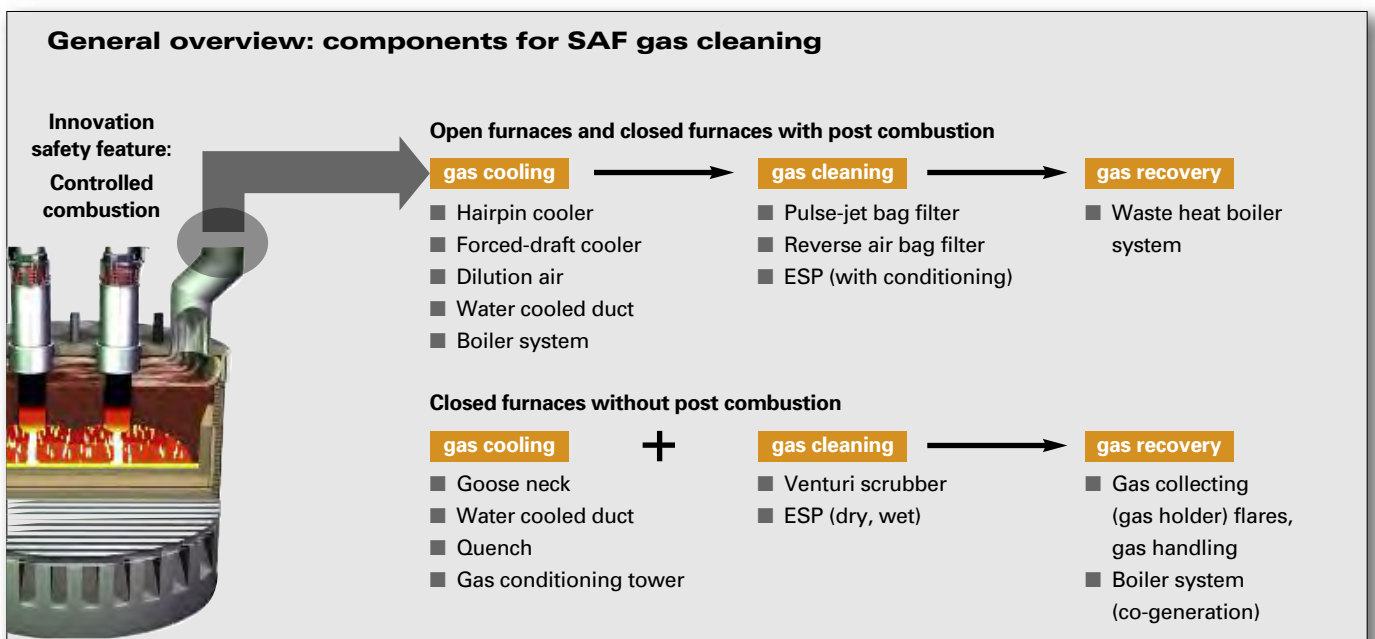 General overview: components for SAF gas cleaning
Innovation
safety feature:
Controlled
combustion
Open furnaces and closed furnaces with post combustion
gas cooling
■ Hairpin cooler
■ Forced-draft cooler
■ Dilution air
■ Water cooled duct
■ Boiler system
gas cleaning
■ Pulse-jet bag filter
■ Reverse air bag filter
■ ESP (with conditioning)
gas recovery
■ Waste heat boiler
system
Closed furnaces without post combustion
gas cooling
■ Goose neck
■ Water cooled duct
■ Quench
■ Gas conditioning tower
+
gas cleaning
■ Venturi scrubber
■ ESP (dry, wet)
gas recovery
■ Gas collecting
(gas holder) flares,
gas handling
■ Boiler system
(co-generation)